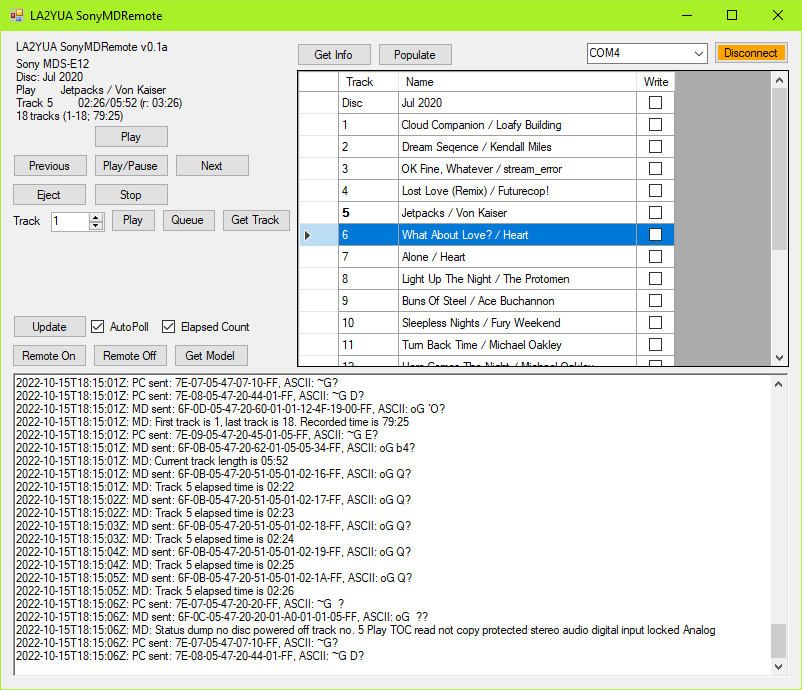 LA2YUA SonyMDRemote
LA2YUA SonyMDRemote v0.1a
Sony MDS-E12
Disc: Jul 2020
Play Jetpacks / Von Kaiser
Track 5 02:26/05:52 (r: 03:26)
18 tracks (1-18; 79:25)
Play
Previous Play/Pause Next
Eject Stop
Track 1 Play Queue Get Track
Update AutoPoll Elapsed Count
Remote On Remote Off Get Model
Get Info Populate COM4 Disconnect
Track Name Write
Disc Jul 2020
1 Cloud Companion / Loafy Building
2 Dream Seqence / Kendall Miles
3 OK Fine, Whatever / stream_error
4 Lost Love (Remix) / Futurecop!
5 Jetpacks / Von Kaiser
6 What About Love? / Heart
7 Alone / Heart
8 Light Up The Night / The Protomen
9 Buns Of Steel / Ace Buchannon
10 Sleepless Nights / Fury Weekend
11 Turn Back Time / Michael Oakley
12 Here Comes The Night / Michael Oakley
2022-10-15T18:15:01Z: PC sent: 7E-07-05-47-07-10-FF, ASCII: ~G?
2022-10-15T18:15:01Z: PC sent: 7E-08-05-47-20-44-01-FF, ASCII: ~G D?
2022-10-15T18:15:01Z: MD sent: 6F-0D-05-47-20-60-01-01-12-4F-19-00-FF, ASCII: oG `O?
2022-10-15T18:15:01Z: MD: First track is 1, last track is 18. Recorded time is 79:25
2022-10-15T18:15:01Z: PC sent: 7E-09-05-47-20-45-01-05-FF, ASCII: ~G E?
2022-10-15T18:15:01Z: MD sent: 6F-0B-05-47-20-62-01-05-05-34-FF, ASCII: oG b4?
2022-10-15T18:15:01Z: MD: Current track length is 05:52
2022-10-15T18:15:01Z: MD sent: 6F-0B-05-47-20-51-05-01-02-16-FF, ASCII: oG Q?
2022-10-15T18:15:01Z: MD: Track 5 elapsed time is 02:22
2022-10-15T18:15:02Z: MD sent: 6F-0B-05-47-20-51-05-01-02-17-FF, ASCII: oG Q?
2022-10-15T18:15:02Z: MD: Track 5 elapsed time is 02:23
2022-10-15T18:15:03Z: MD sent: 6F-0B-05-47-20-51-05-01-02-18-FF, ASCII: oG Q?
2022-10-15T18:15:03Z: MD: Track 5 elapsed time is 02:24
2022-10-15T18:15:04Z: MD sent: 6F-0B-05-47-20-51-05-01-02-19-FF, ASCII: oG Q?
2022-10-15T18:15:04Z: MD: Track 5 elapsed time is 02:25
2022-10-15T18:15:05Z: MD sent: 6F-0B-05-47-20-51-05-01-02-1A-FF, ASCII: oG Q?
2022-10-15T18:15:05Z: MD: Track 5 elapsed time is 02:26
2022-10-15T18:15:06Z: PC sent: 7E-07-05-47-20-20-FF, ASCII: ~G ?
2022-10-15T18:15:06Z: MD sent: 6F-0C-05-47-20-20-01-A0-01-01-05-FF, ASCII: oG ??
2022-10-15T18:15:06Z: MD: Status dump no disc powered off track no. 5 Play TOC read not copy protected stereo audio digital input locked Analog
2022-10-15T18:15:06Z: PC sent: 7E-07-05-47-07-10-FF, ASCII: ~G?
2022-10-15T18:15:06Z: PC sent: 7E-08-05-47-20-44-01-FF, ASCII: ~G D?